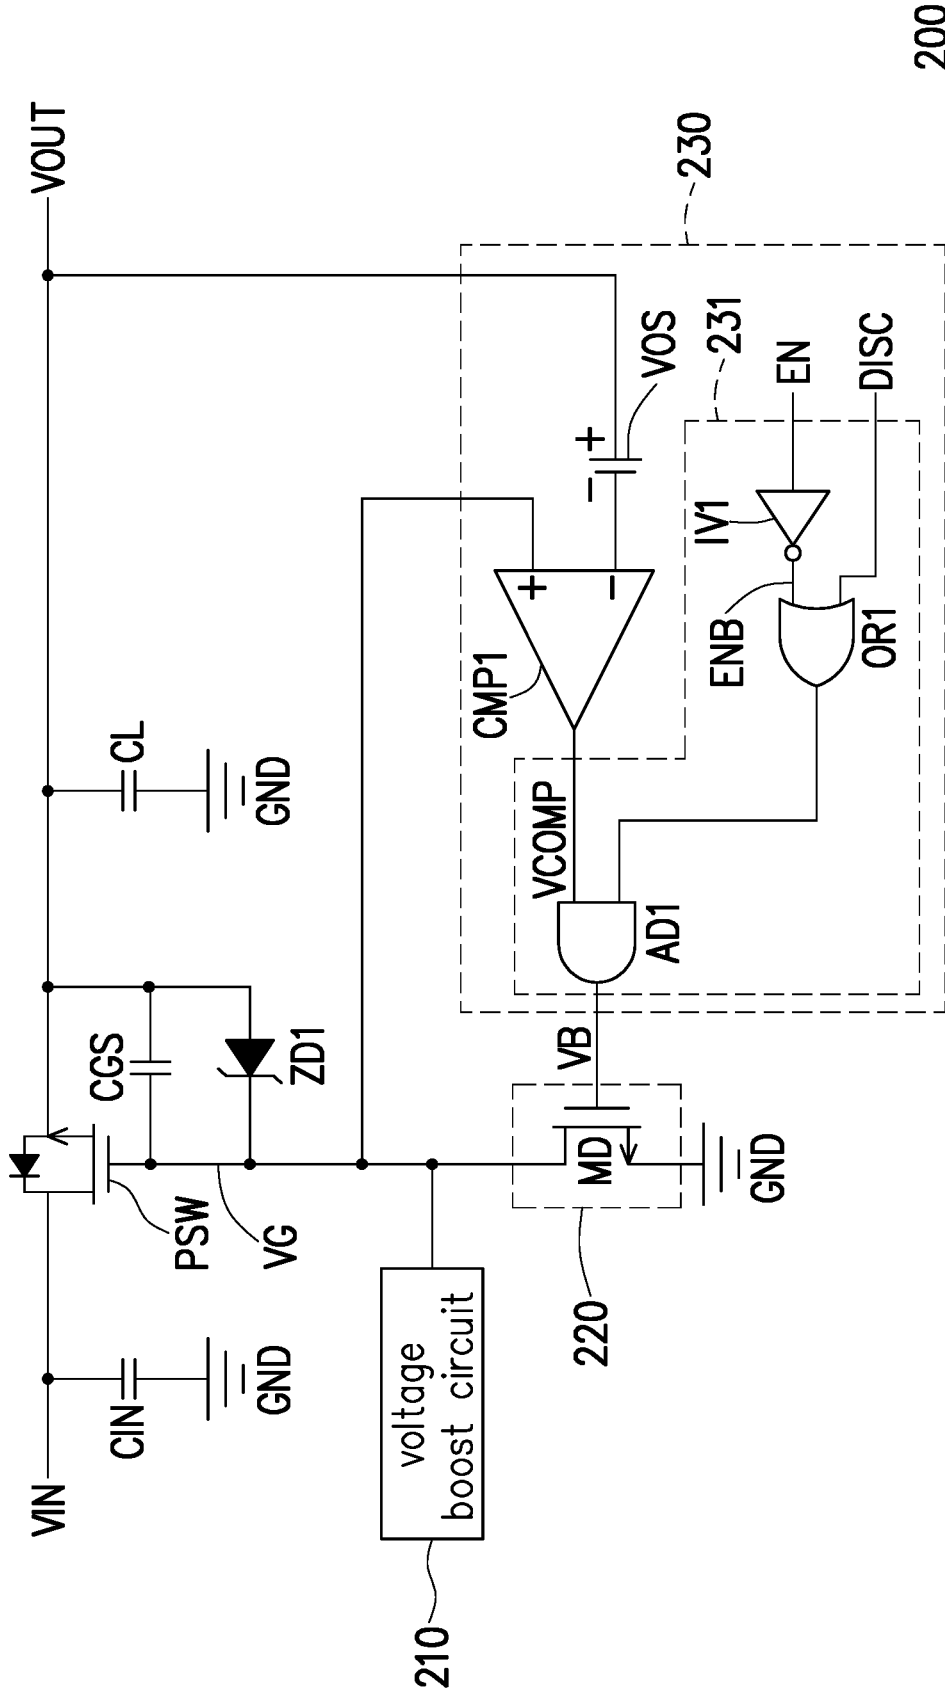 VIN
VOUT
CIN
GND
PSW
VG
CGS
ZD1
CL
GND
210
voltage
boost circuit
220
MD
GND
VB
AD1
VCOMP
CMP1
+
−
− +
VOS
230
231
ENB
IV1
EN
OR1
DISC
200